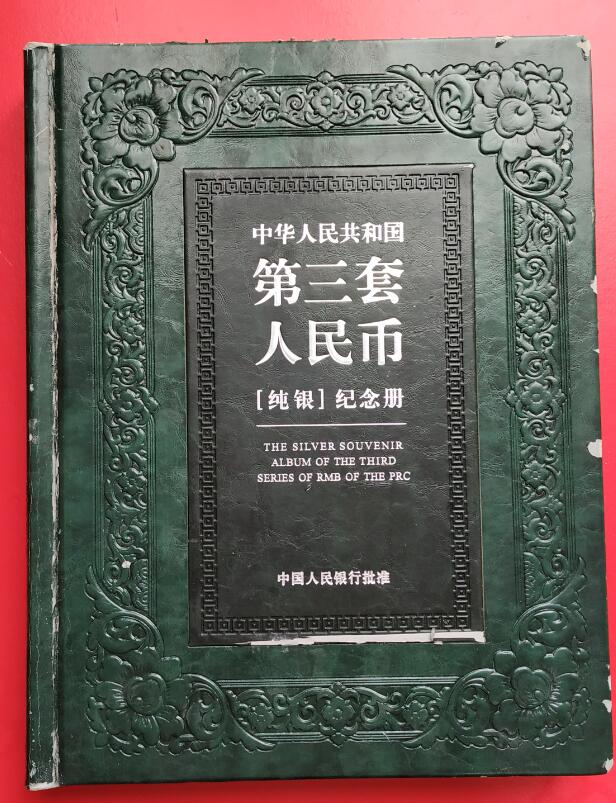 中华人民共和国
第三套
人民币
[纯银] 纪念册
THE SILVER SOUVENIR
ALBUM OF THE THIRD
SERIES OF RMB OF THE PRC
中国人民银行批准